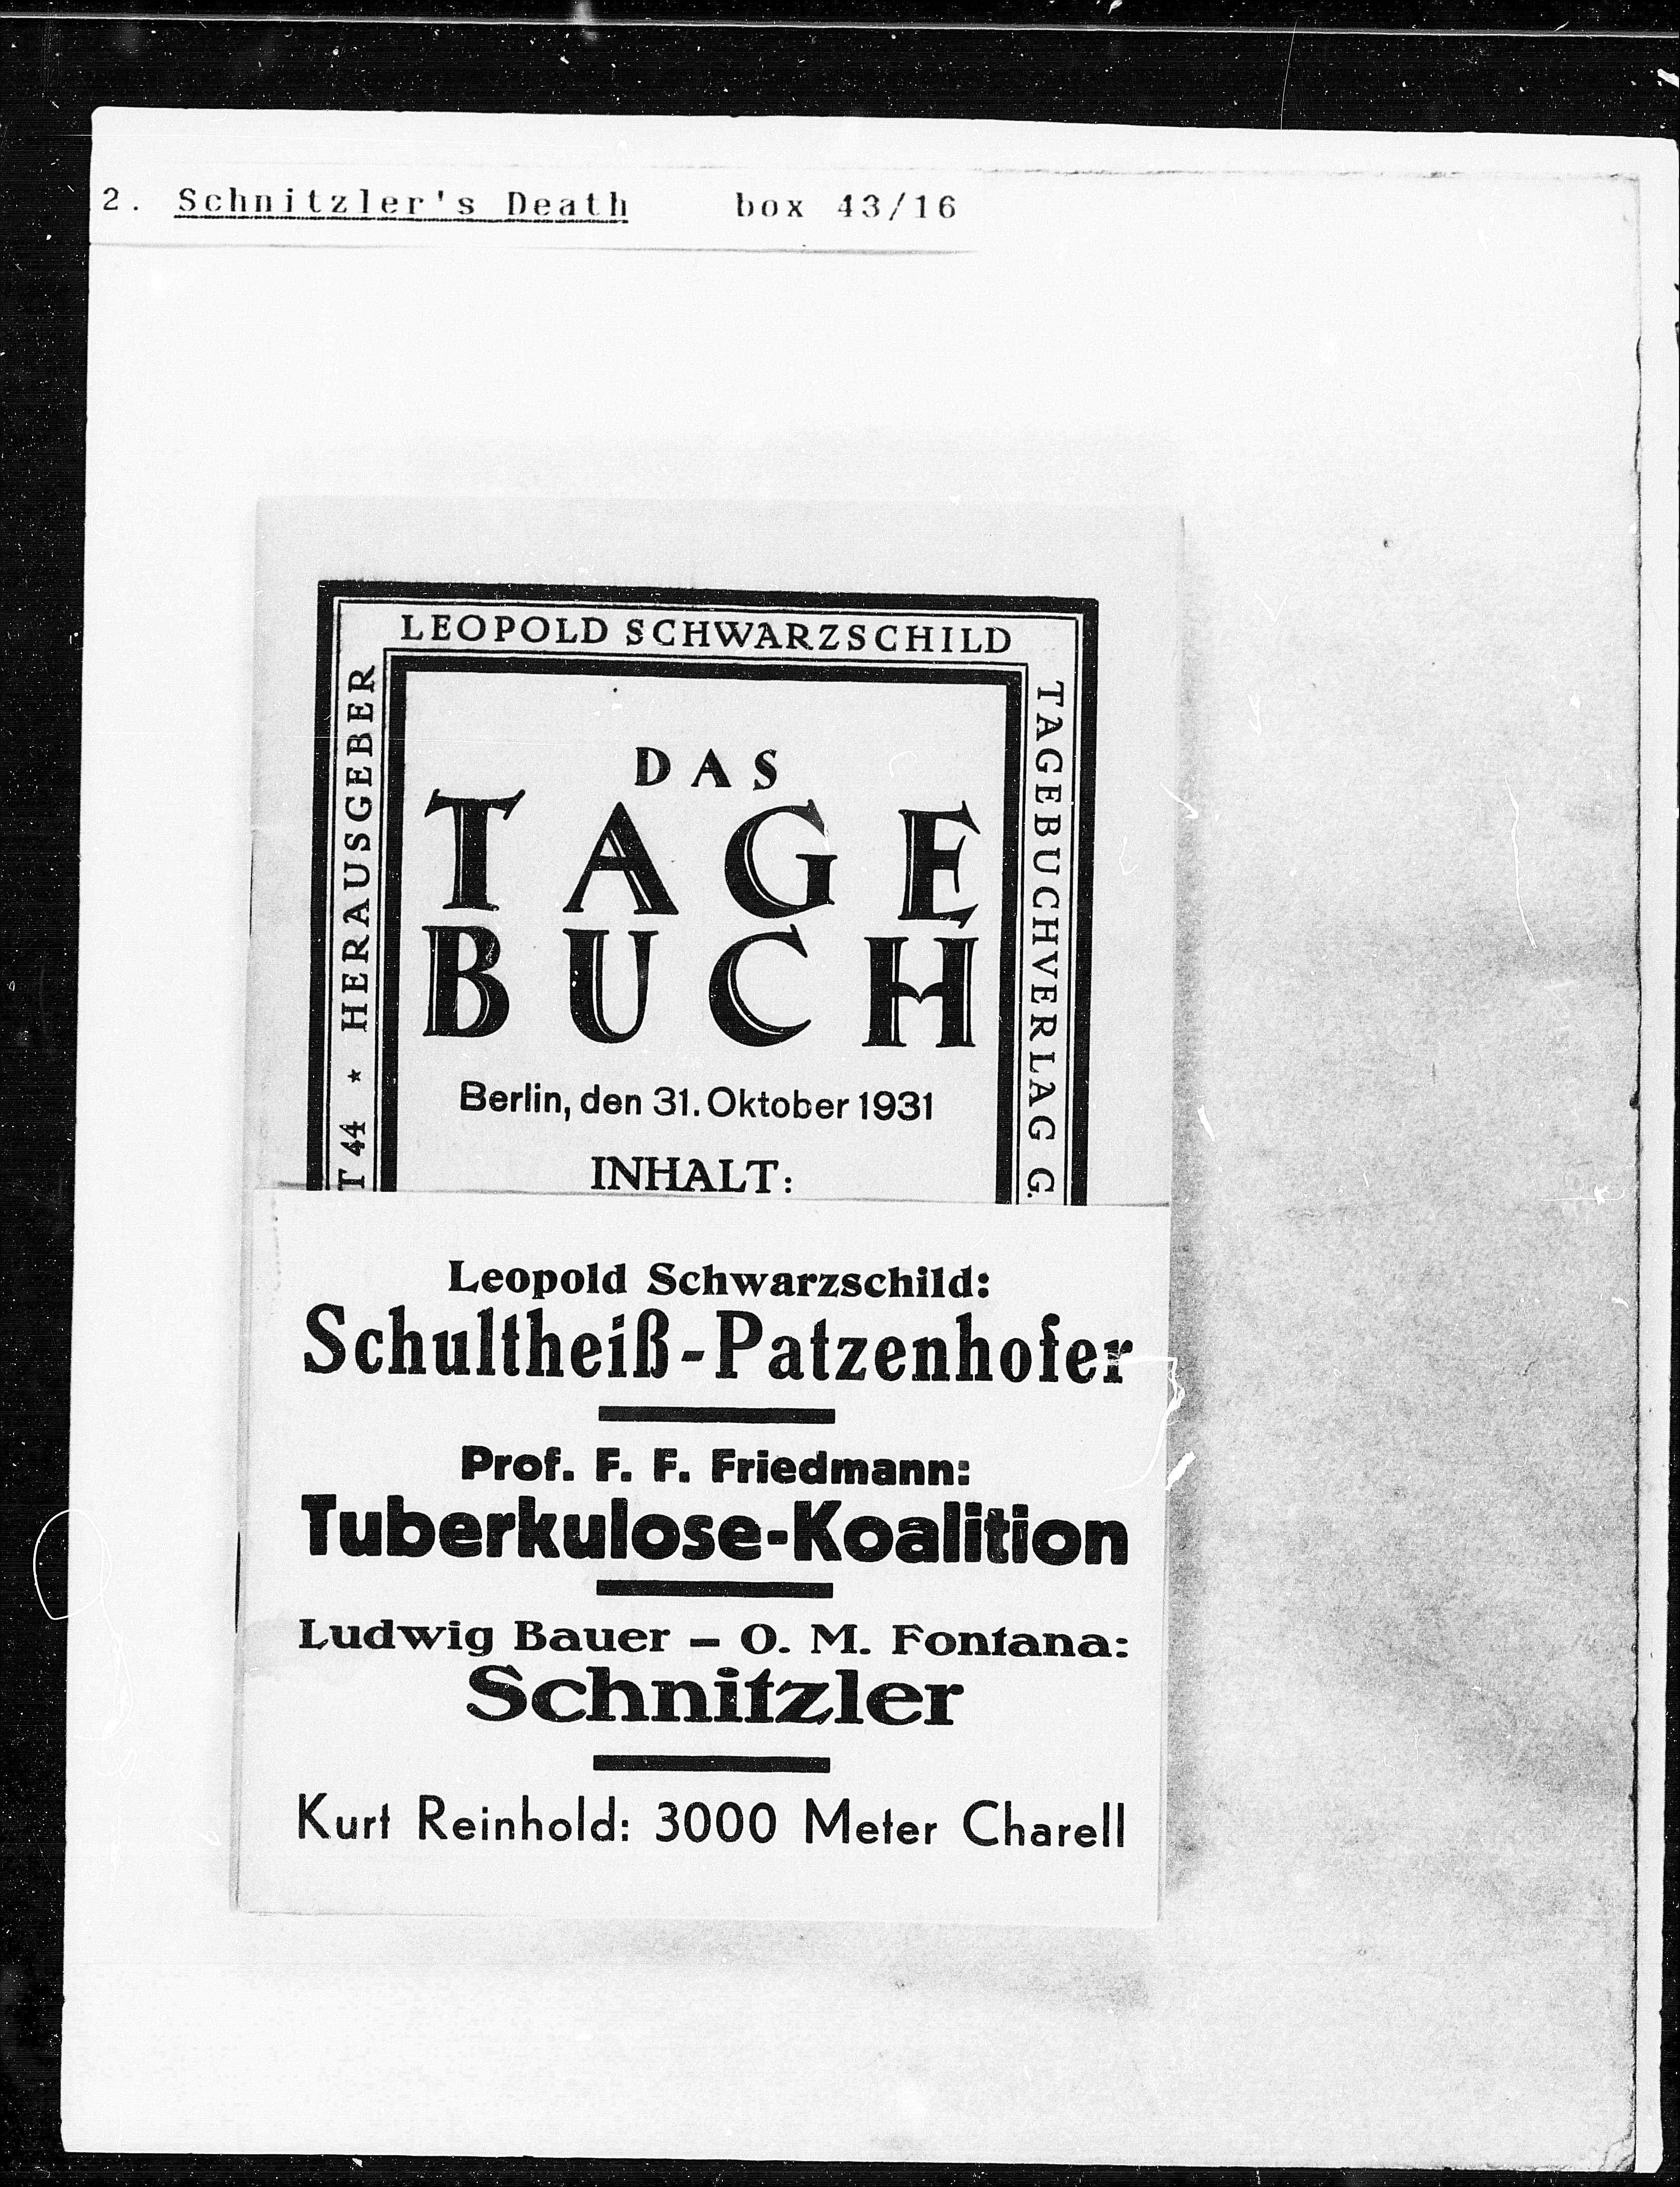 2. Schnitzler's Death box 43/16
LEOPOLD SCHWARZSCHILD
T 44 * HERAUSGEBER
TAGEBUCHVERLAG G.
DAS
TAGE
BUCH
Berlin, den 31. Oktober 1931
INHALT:
Leopold Schwarzschild:
Schultheiß-Patzenhofer
Prof. F. F. Friedmann:
Tuberkulose-Koalition
Ludwig Bauer – O. M. Fontana:
Schnitzler
Kurt Reinhold: 3000 Meter Charell